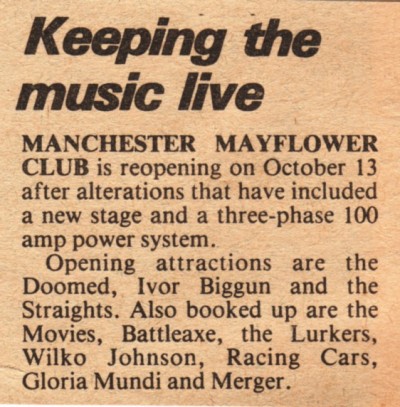 Keeping the
music live
MANCHESTER MAYFLOWER
CLUB is reopening on October 13
after alterations that have included
a new stage and a three-phase 100
amp power system.
Opening attractions are the
Doomed, Ivor Biggun and the
Straights. Also booked up are the
Movies, Battleaxe, the Lurkers,
Wilko Johnson, Racing Cars,
Gloria Mundi and Merger.